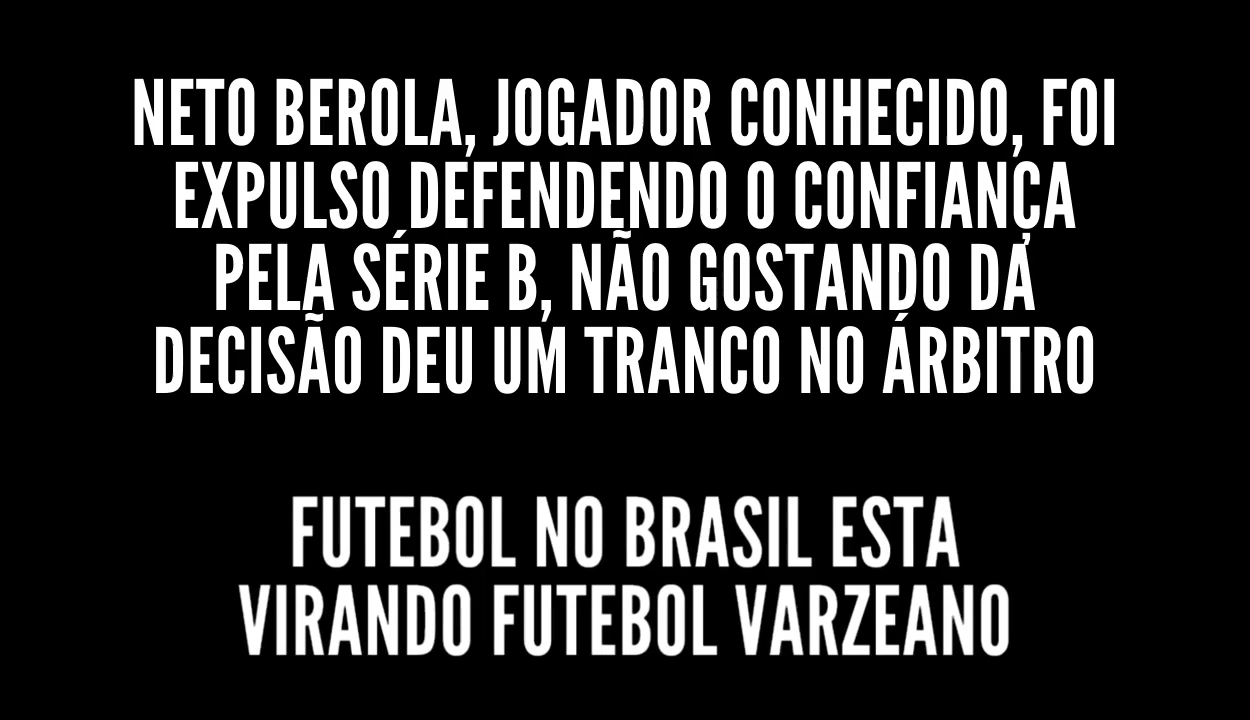 NETO BEROLA, JOGADOR CONHECIDO, FOI
EXPULSO DEFENDENDO O CONFIANÇA
PELA SÉRIE B, NÃO GOSTANDO DA
DECISÃO DEU UM TRANCO NO ÁRBITRO
FUTEBOL NO BRASIL ESTA
VIRANDO FUTEBOL VARZEANO